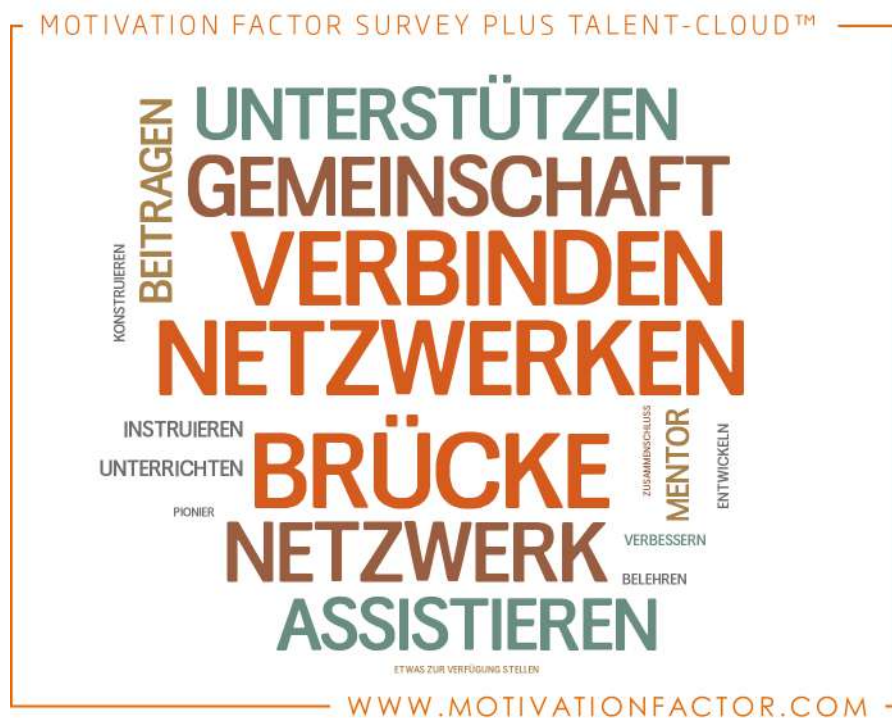 MOTIVATION FACTOR SURVEY PLUS TALENT-CLOUD™
UNTERSTÜTZEN
BEITRAGEN
GEMEINSCHAFT
VERBINDEN
KONSTRUIEREN
NETZWERKEN
INSTRUIEREN
BRÜCKE
ZUSAMMENSCHLUSS
MENTOR
ENTWICKELN
UNTERRICHTEN
PIONIER
NETZWERK
VERBESSERN
BELEHREN
ASSISTIEREN
ETWAS ZUR VERFÜGUNG STELLEN
WWW.MOTIVATIONFACTOR.COM